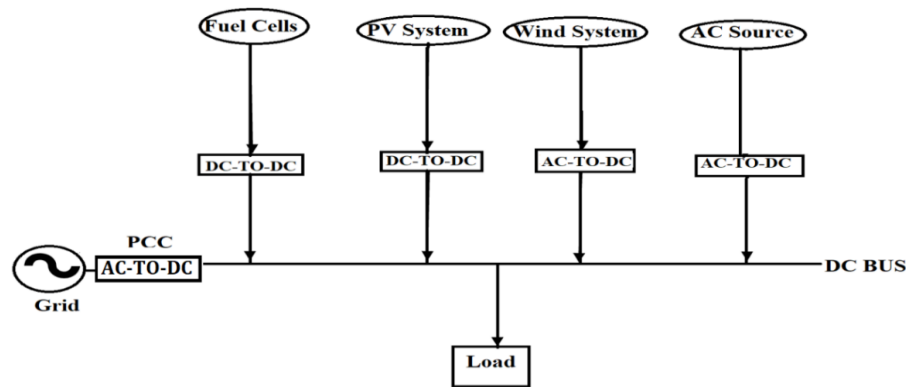 Fuel Cells
PV System
Wind System
AC Source
DC-TO-DC
DC-TO-DC
AC-TO-DC
AC-TO-DC
PCC
AC-TO-DC
Grid
DC BUS
Load